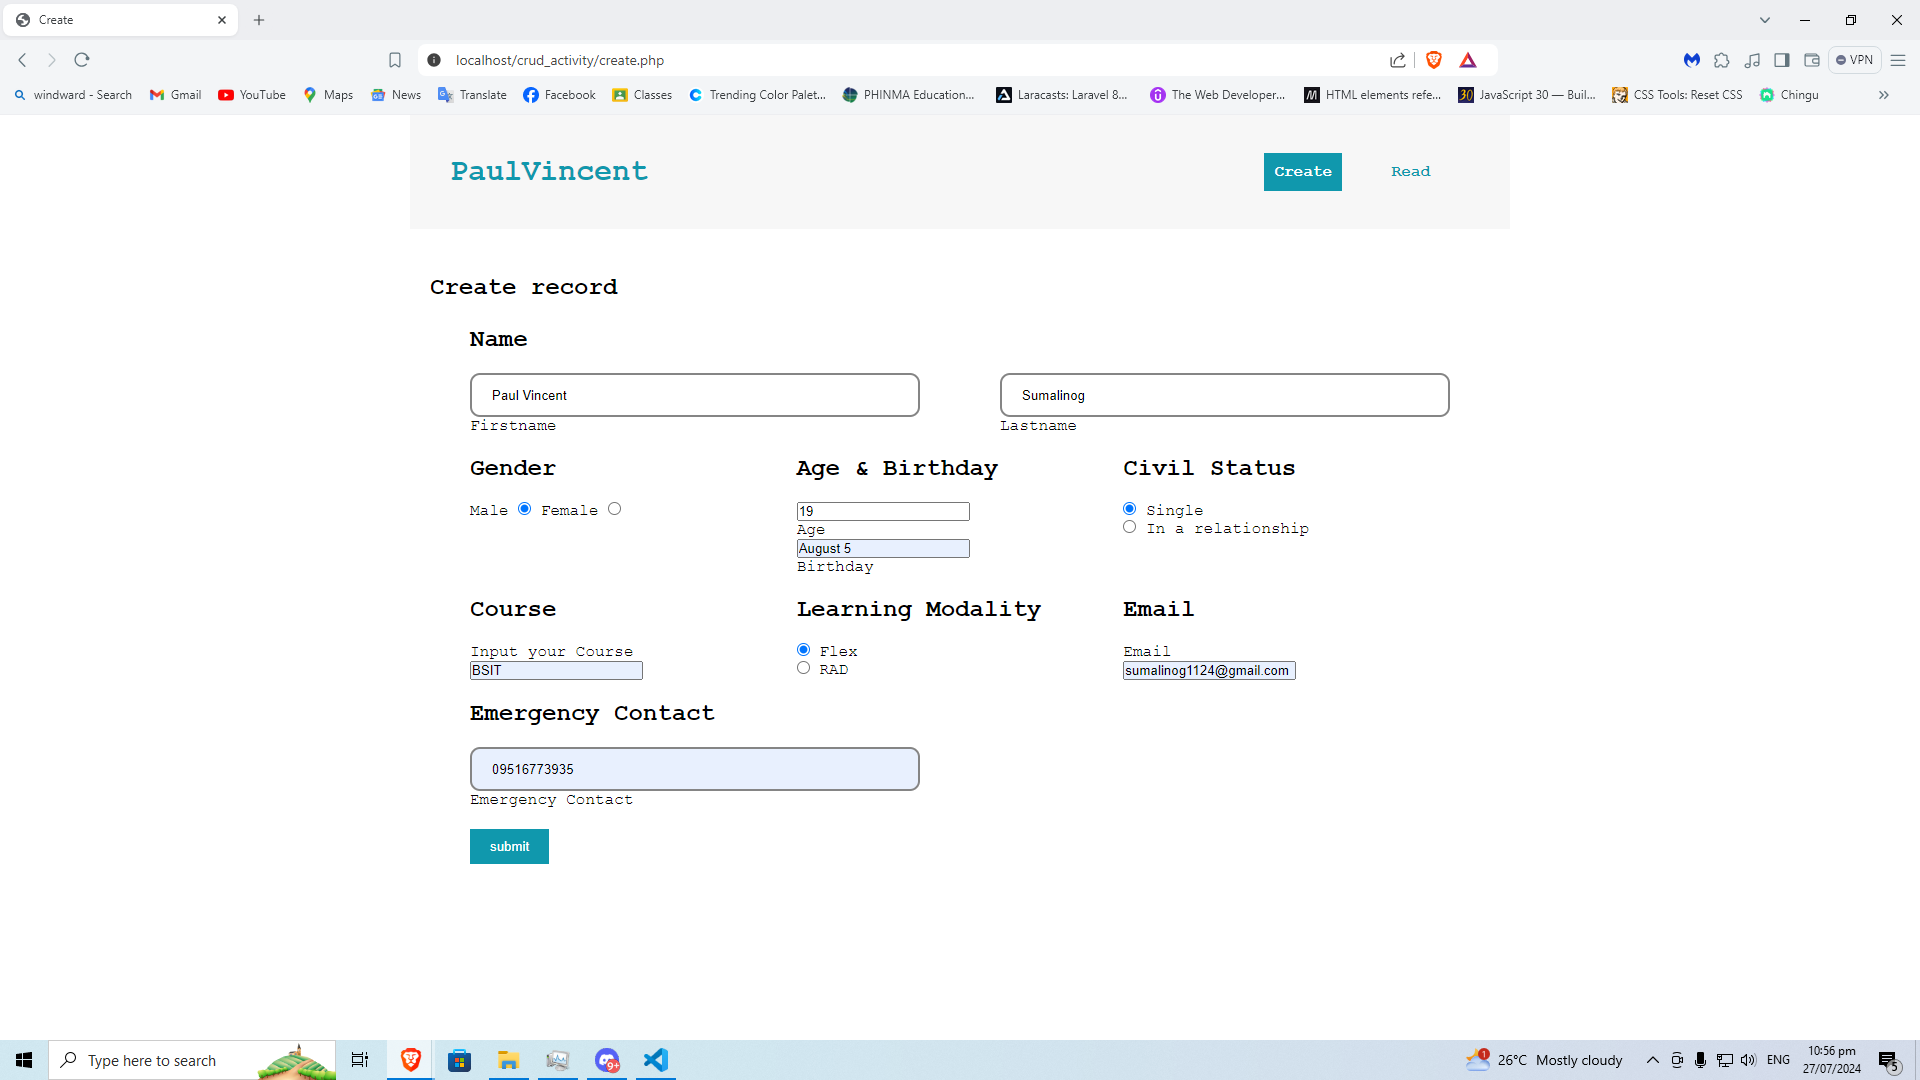 Create
localhost/crud_activity/create.php
VPN
windward - Search
Gmail
YouTube
Maps
News
Translate
Facebook
Classes
Trending Color Palet...
PHINMA Education...
Laracasts: Laravel 8...
The Web Developer...
HTML elements refe...
JavaScript 30 — Buil...
CSS Tools: Reset CSS
Chingu
PaulVincent
Create
Read
Create record
Name
Paul Vincent
Sumalinog
Firstname
Lastname
Gender
Age & Birthday
Civil Status
Male
Female
19
Age
August 5
Birthday
Single
In a relationship
Course
Learning Modality
Email
Input your Course
BSIT
Flex
RAD
Email
sumalinog1124@gmail.com
Emergency Contact
09516773935
Emergency Contact
submit
Type here to search
9+
1
26°C Mostly cloudy
ENG
10:56 pm
27/07/2024
5